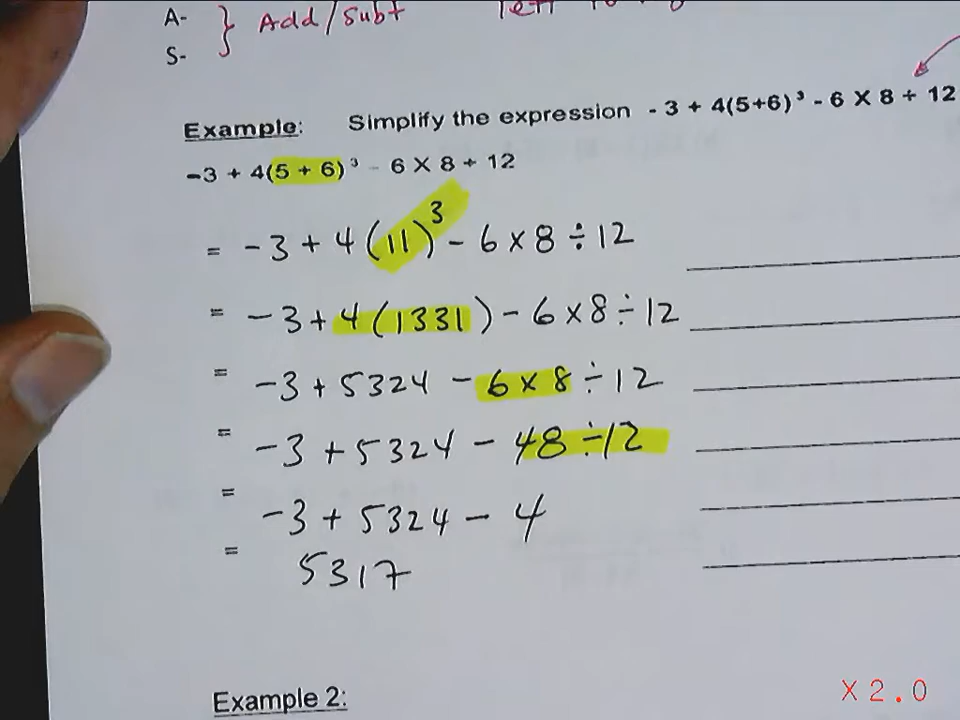 A- } Add/Subt left
S-
Example: Simplify the expression - 3 + 4(5+6)³ - 6 X 8 ÷ 12
-3 + 4(5 + 6)³ - 6 X 8 ÷ 12
= -3 + 4(11)³ - 6 × 8 ÷ 12
= -3 + 4(1331) - 6 × 8 ÷ 12
= -3 + 5324 - 6 × 8 ÷ 12
= -3 + 5324 - 48 ÷ 12
= -3 + 5324 - 4
= 5317
Example 2:
X2.0